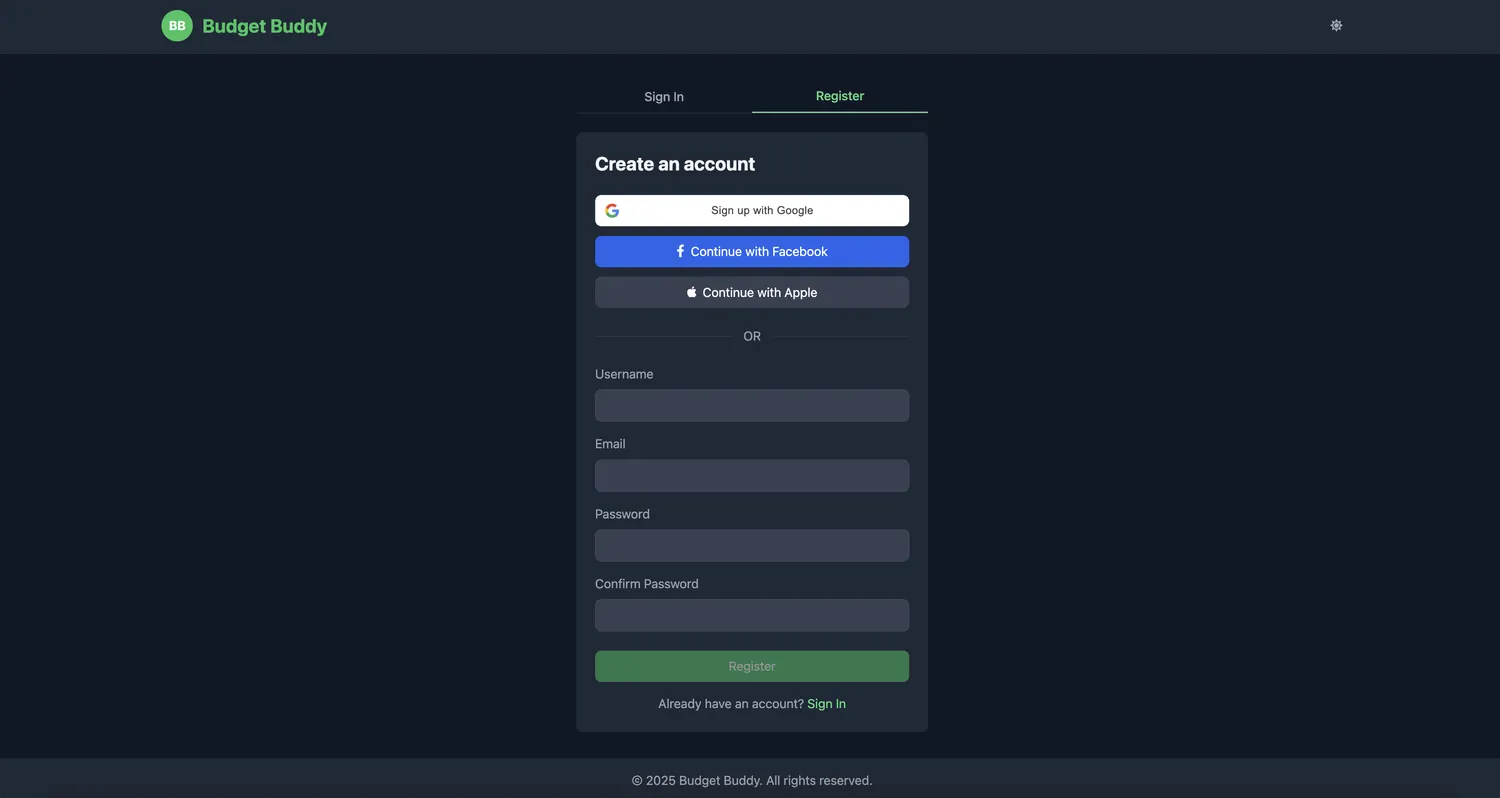 BB Budget Buddy
Sign In Register
Create an account
Sign up with Google
Continue with Facebook
Continue with Apple
OR
Username
Email
Password
Confirm Password
Register
Already have an account? Sign In
© 2025 Budget Buddy. All rights reserved.